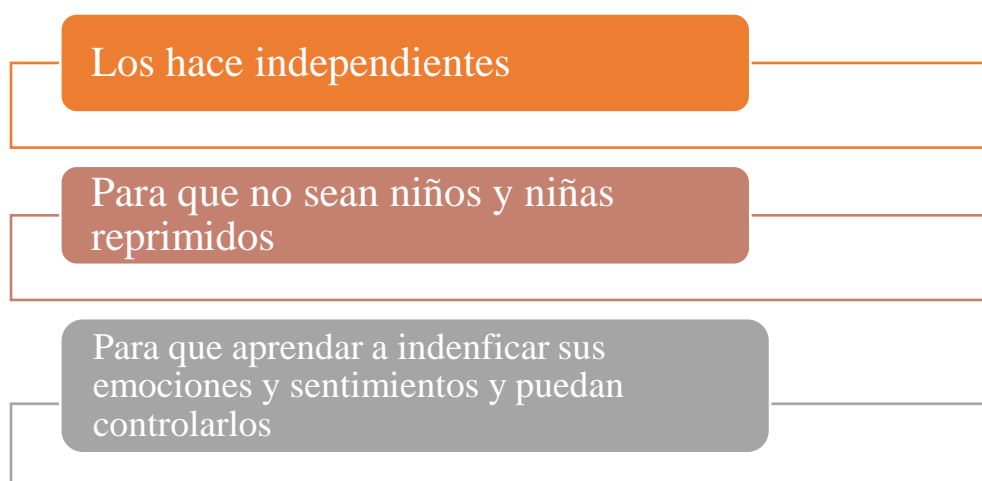 Los hace independientes
Para que no sean niños y niñas
reprimidos
Para que aprendar a indenficar sus
emociones y sentimientos y puedan
controlarlos